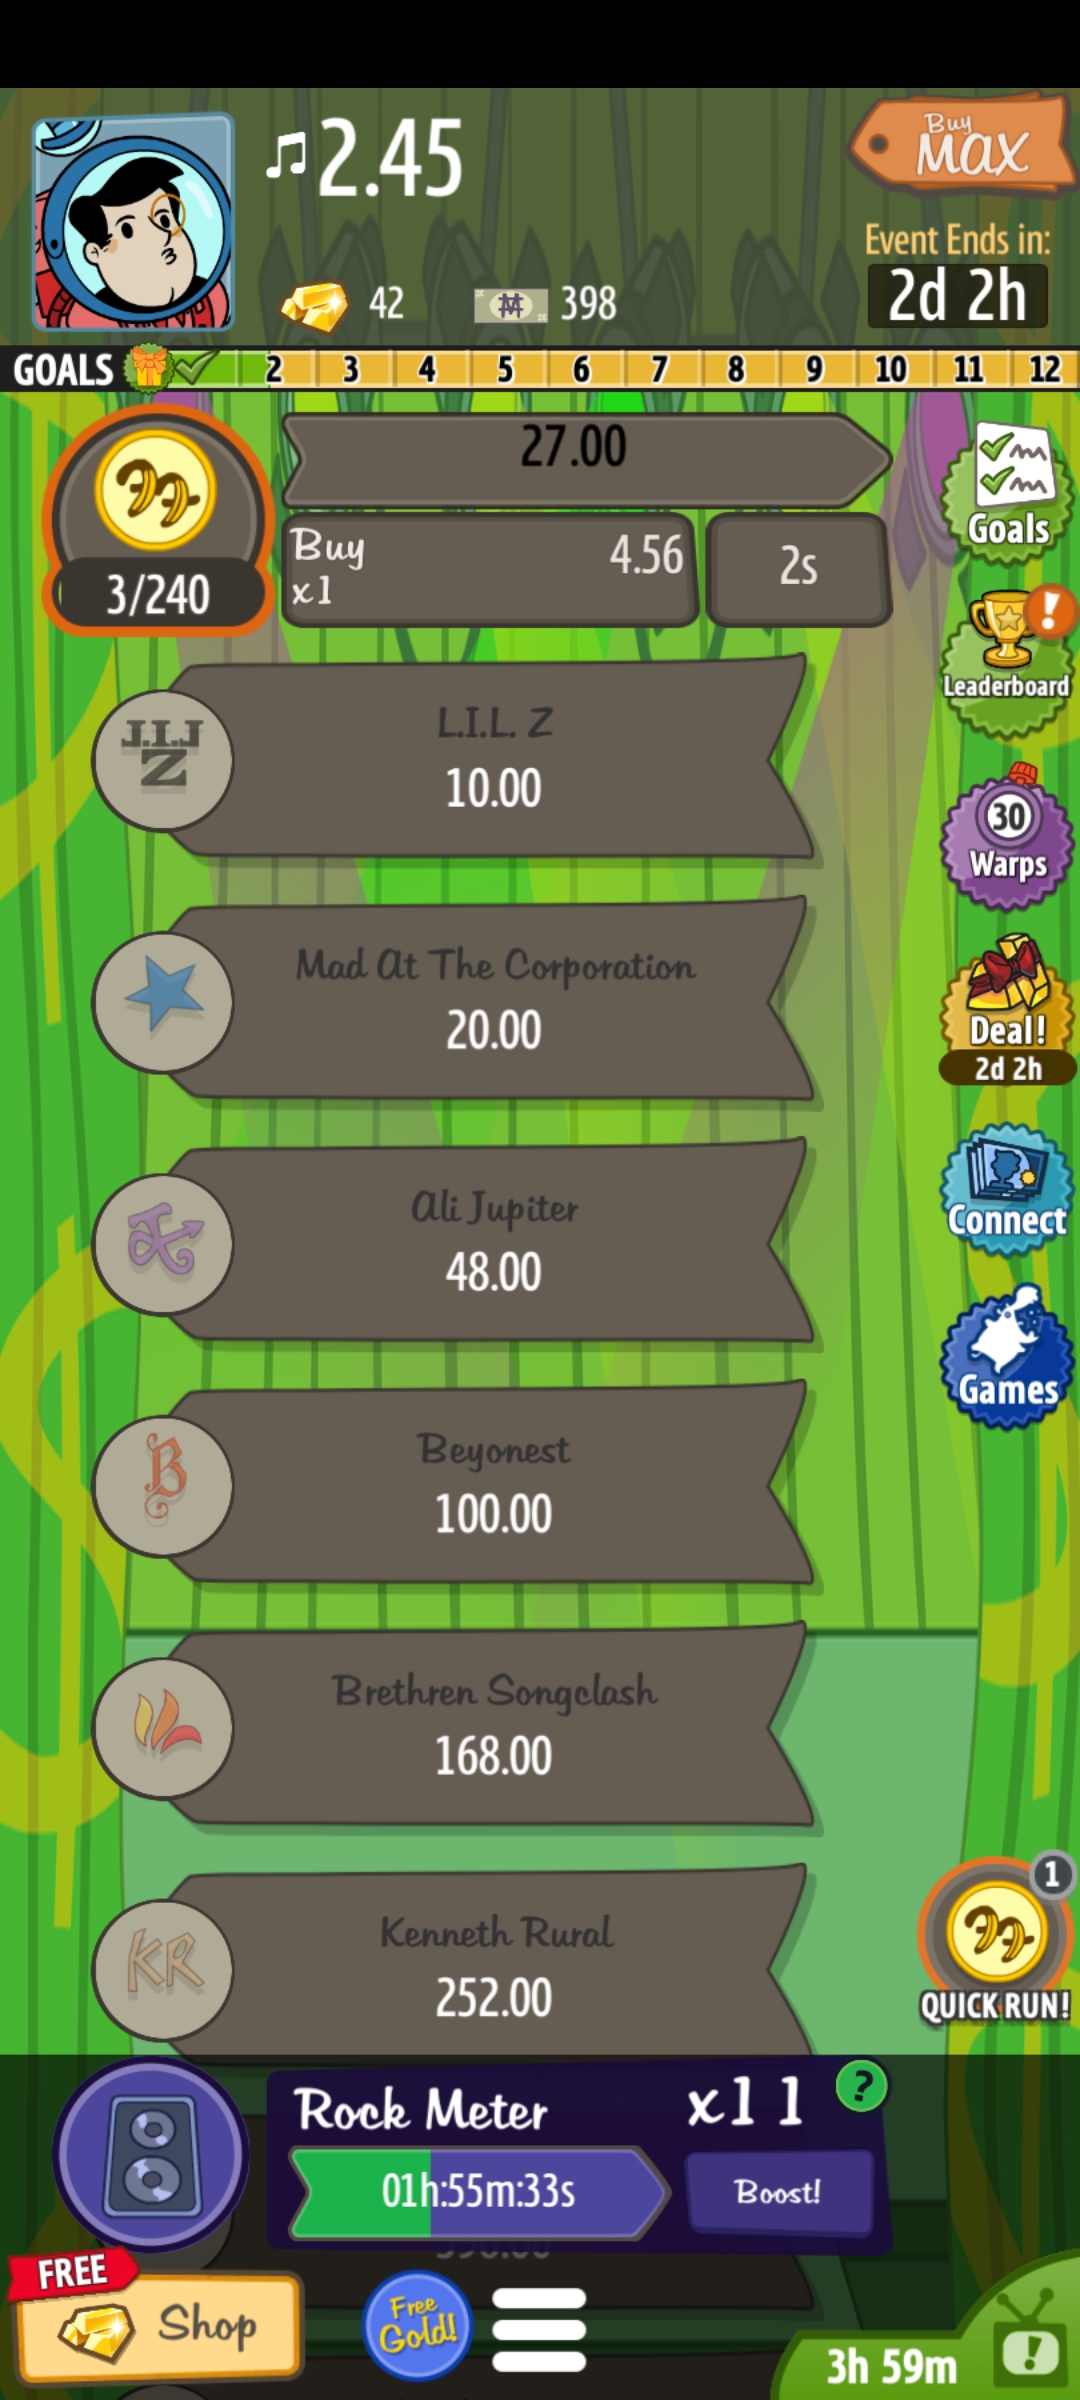 2.45
Buy
MAX
Event Ends in:
2d 2h
42
398
GOALS 2 3 4 5 6 7 8 9 10 11 12
27.00
3/240
Buy
x1
4.56
2s
Goals
!
Leaderboard
L.I.L. Z
10.00
30
Warps
Mad At The Corporation
20.00
Deal!
2d 2h
Ali Jupiter
48.00
Connect
Beyonest
100.00
Games
B
Brethren Songclash
168.00
KR
Kenneth Rural
252.00
1
QUICK RUN!
Rock Meter
x11
?
01h:55m:33s
Boost!
FREE
Shop
Free
Gold!
3h 59m
!